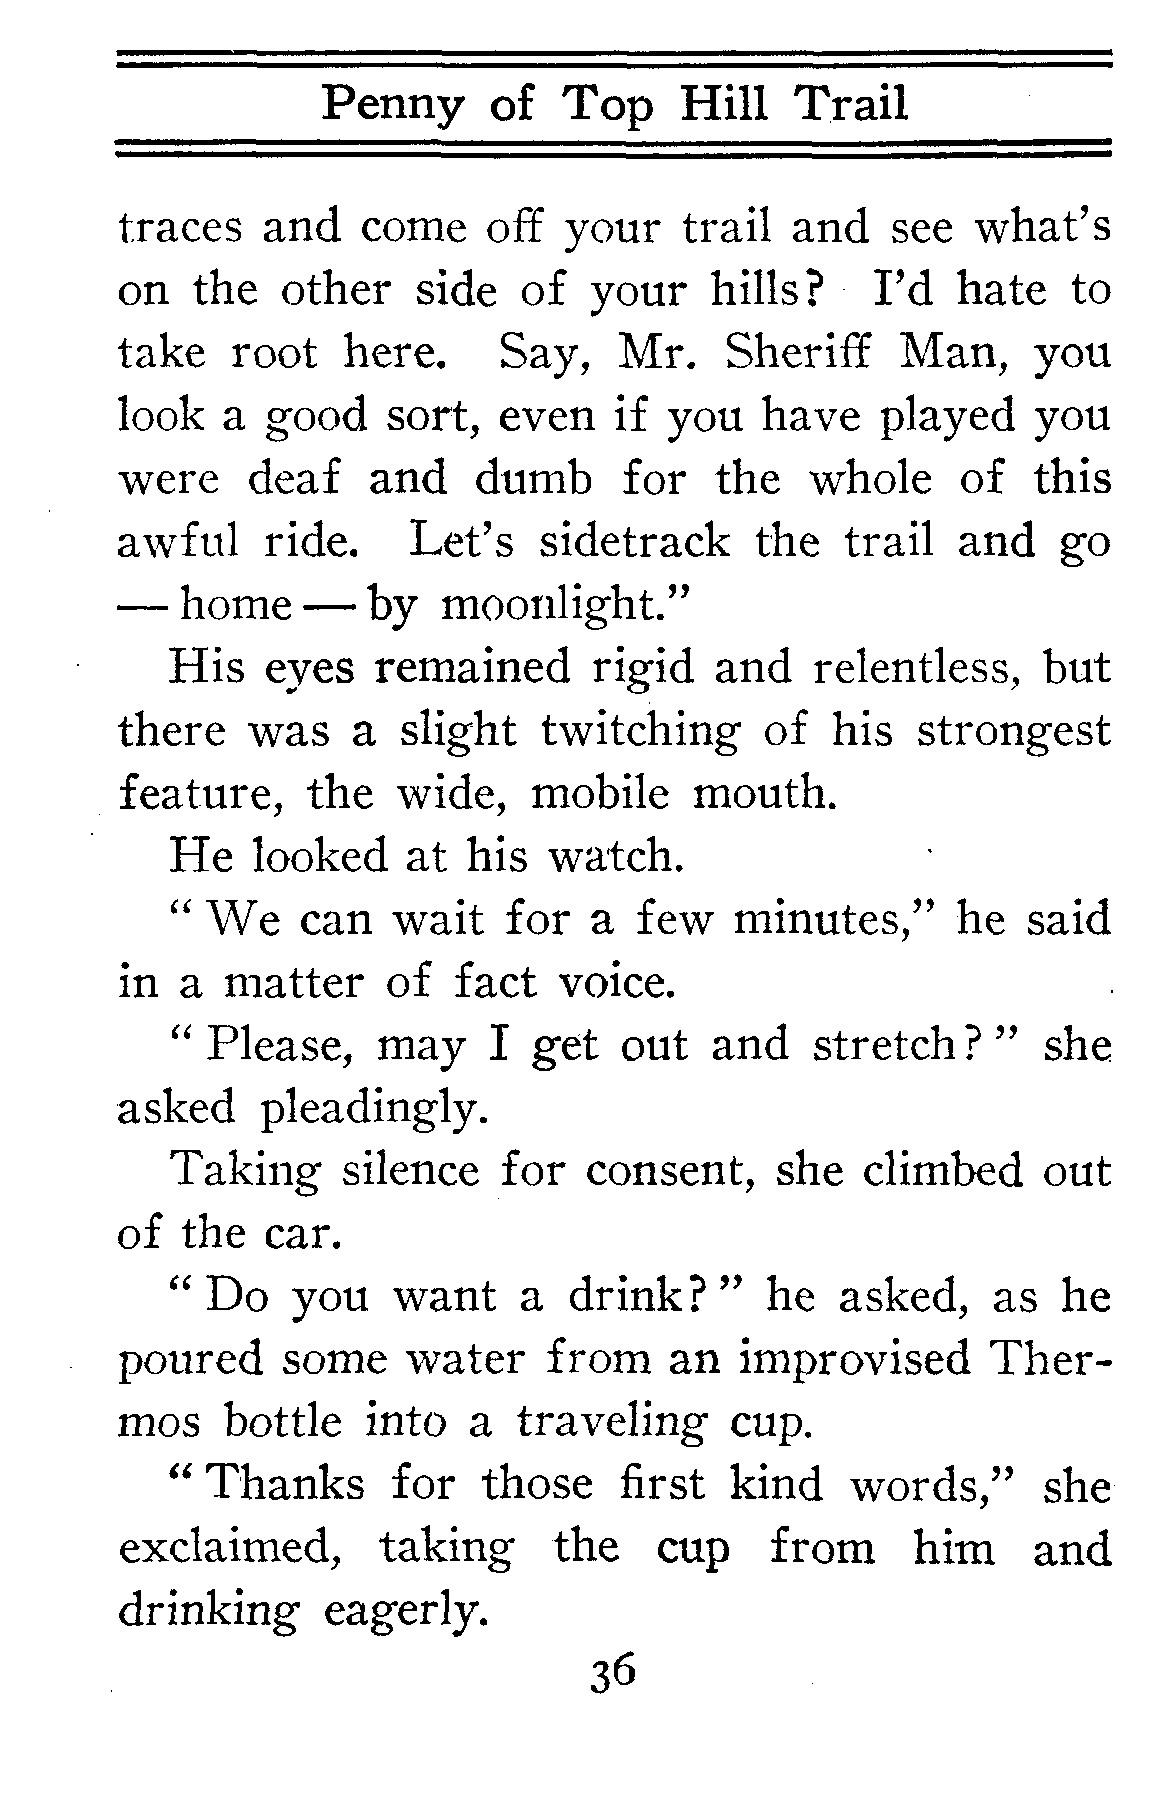 Penny of Top Hill Trail
traces and come off your trail and see what's
on the other side of your hills? I'd hate to
take root here. Say, Mr. Sheriff Man, you
look a good sort, even if you have played you
were deaf and dumb for the whole of this
awful ride. Let's sidetrack the trail and go
— home — by moonlight."
His eyes remained rigid and relentless, but
there was a slight twitching of his strongest
feature, the wide, mobile mouth.
He looked at his watch.
"We can wait for a few minutes," he said
in a matter of fact voice.
"Please, may I get out and stretch?" she
asked pleadingly.
Taking silence for consent, she climbed out
of the car.
"Do you want a drink?" he asked, as he
poured some water from an improvised Ther-
mos bottle into a traveling cup.
"Thanks for those first kind words," she
exclaimed, taking the cup from him and
drinking eagerly.
36